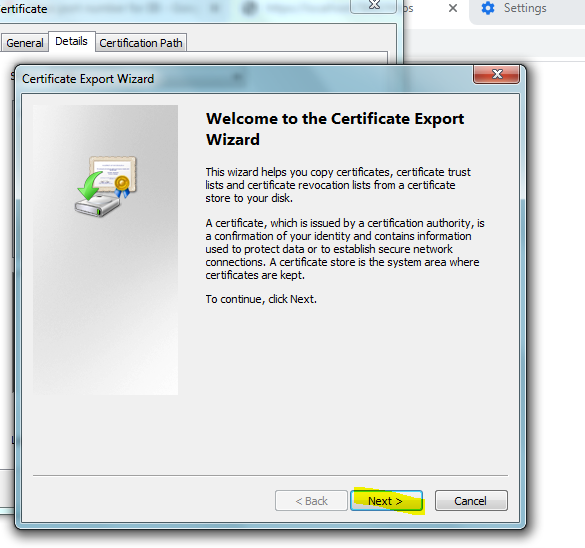 ertificate
ps
Settings
General
Details
Certification Path
Certificate Export Wizard
Welcome to the Certificate Export
Wizard
This wizard helps you copy certificates, certificate trust
lists and certificate revocation lists from a certificate
store to your disk.
A certificate, which is issued by a certification authority, is
a confirmation of your identity and contains information
used to protect data or to establish secure network
connections. A certificate store is the system area where
certificates are kept.
To continue, click Next.
< Back
Next >
Cancel